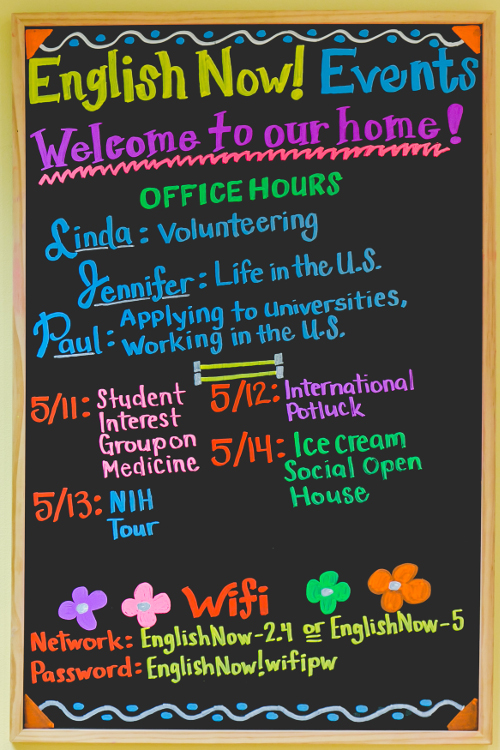 English Now! Events
Welcome to our home!
OFFICE HOURS
Linda: Volunteering
Jennifer: Life in the U.S.
Paul: Applying to universities,
Working in the U.S.
5/11: Student
Interest
Group on
Medicine
5/12: International
Potluck
5/14: Ice cream
Social Open
House
5/13: NIH
Tour
Wifi
Network: EnglishNow-2.4 or EnglishNow-5
Password: EnglishNow!wifipw